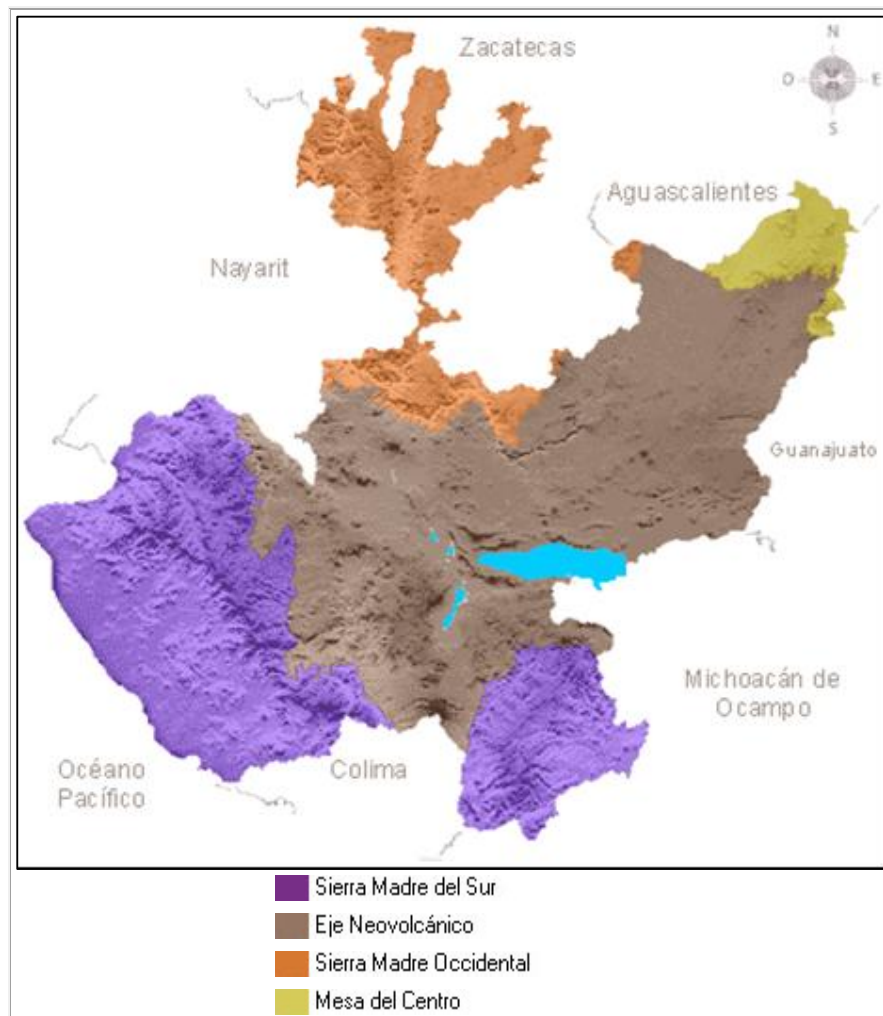 Zacatecas
N
O
E
S
Aguascalientes
Nayarit
Guanajuato
Michoacán de
Ocampo
Océano
Pacífico
Colima
Sierra Madre del Sur
Eje Neovolcánico
Sierra Madre Occidental
Mesa del Centro